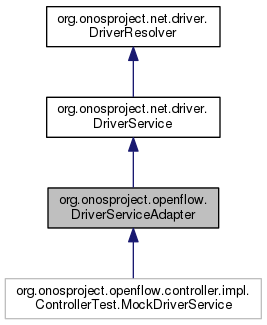 org.onosproject.net.driver.
DriverResolver
org.onosproject.net.driver.
DriverService
org.onosproject.openflow.
DriverServiceAdapter
org.onosproject.openflow.controller.impl.
ControllerTest.MockDriverService